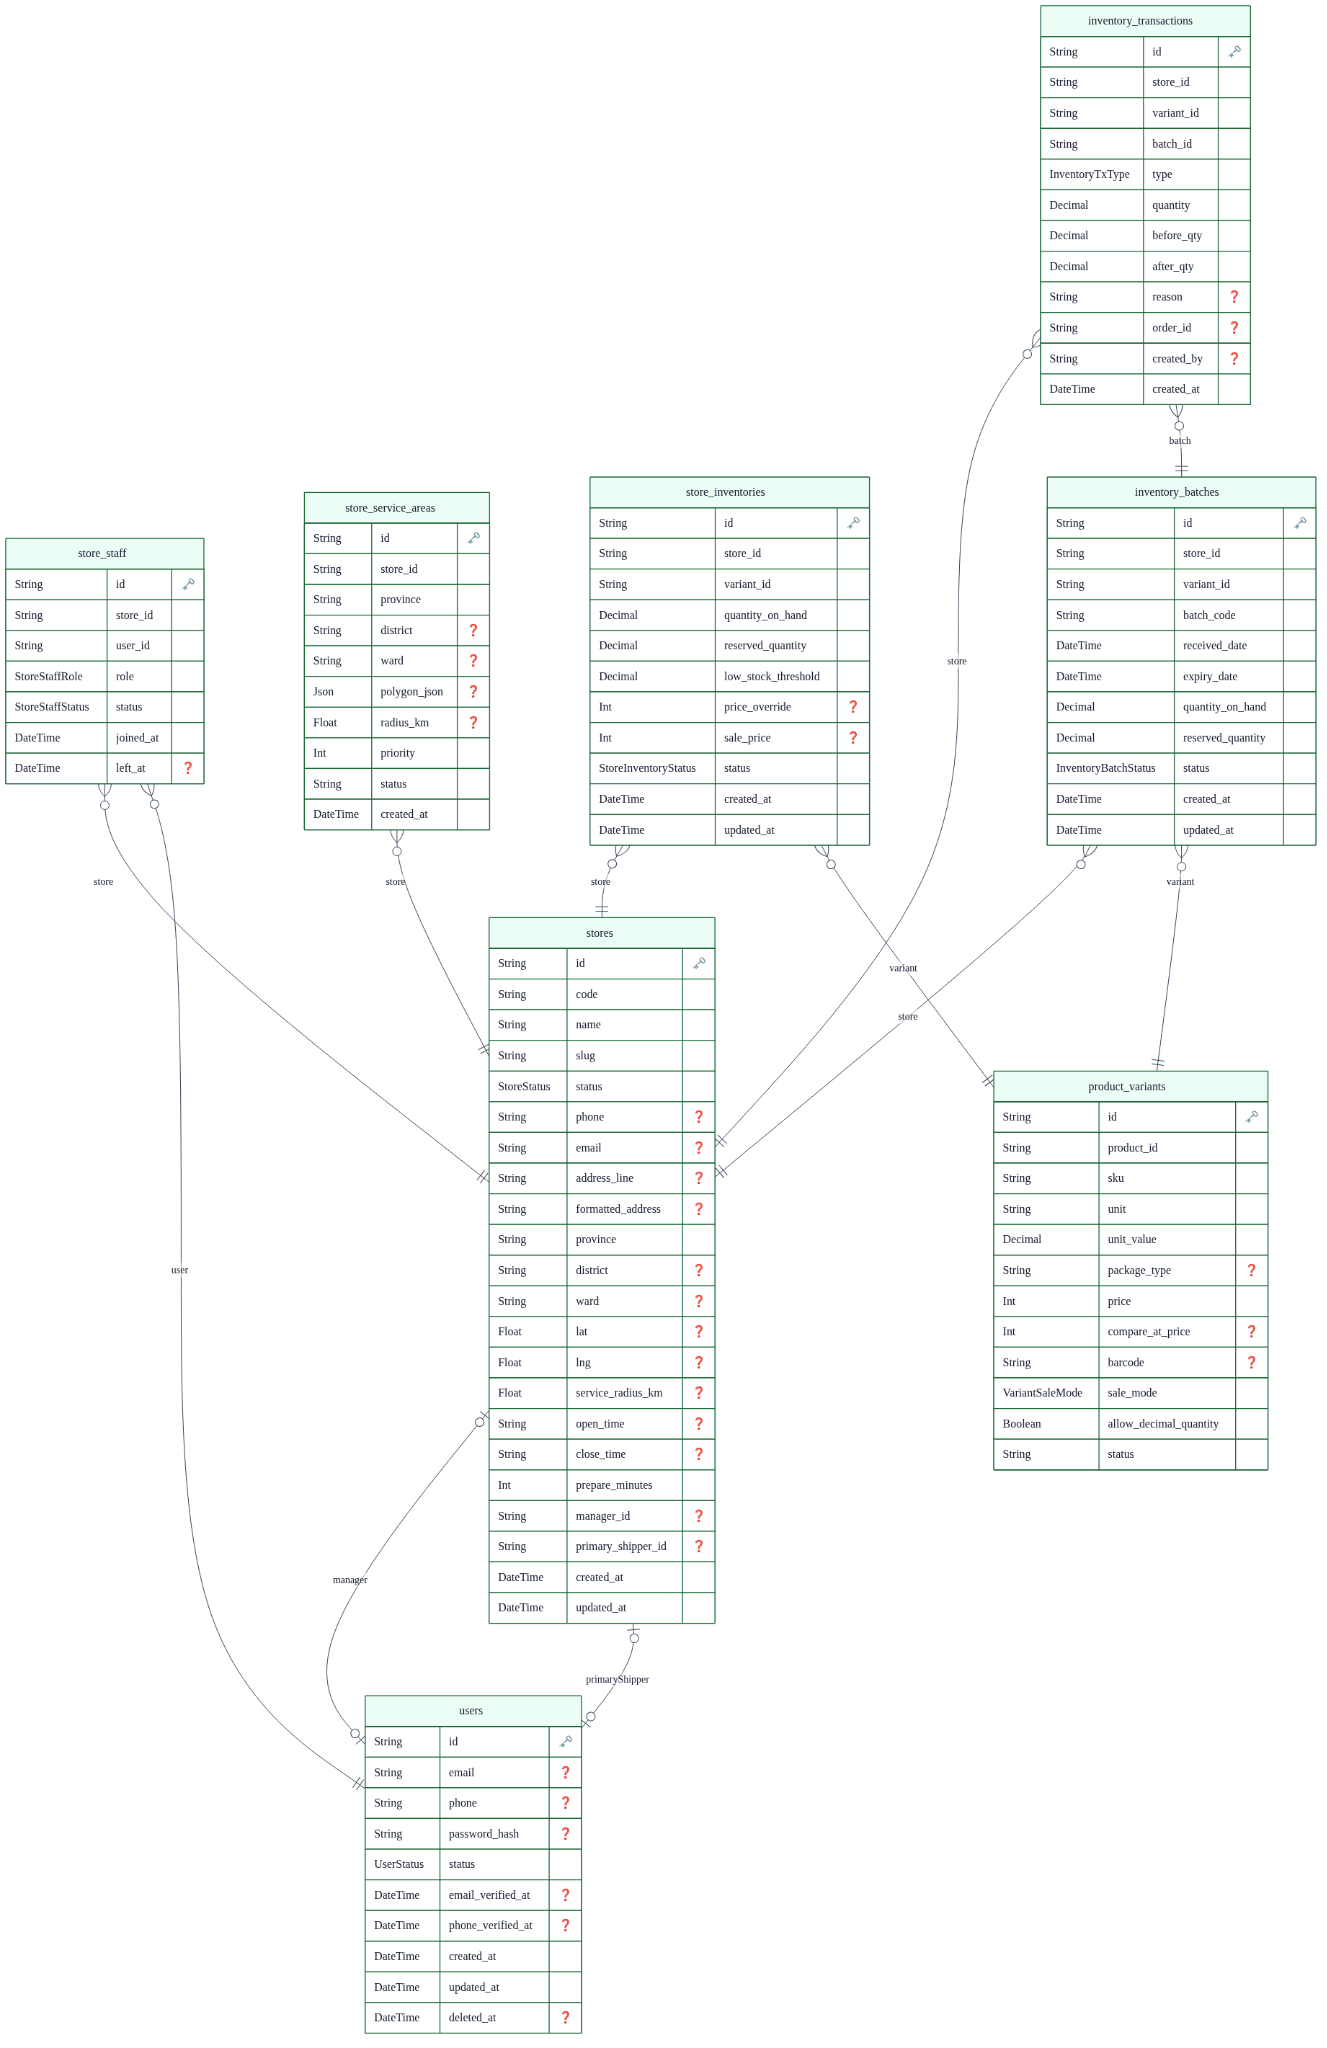 inventory_transactions
String id 🗝️
String store_id
String variant_id
String batch_id
InventoryTxType type
Decimal quantity
Decimal before_qty
Decimal after_qty
String reason ❓
String order_id ❓
String created_by ❓
DateTime created_at
batch
store_staff
String id 🗝️
String store_id
String user_id
StoreStaffRole role
StoreStaffStatus status
DateTime joined_at
DateTime left_at ❓
store_service_areas
String id 🗝️
String store_id
String province
String district ❓
String ward ❓
Json polygon_json ❓
Float radius_km ❓
Int priority
String status
DateTime created_at
store_inventories
String id 🗝️
String store_id
String variant_id
Decimal quantity_on_hand
Decimal reserved_quantity
Decimal low_stock_threshold
Int price_override ❓
Int sale_price ❓
StoreInventoryStatus status
DateTime created_at
DateTime updated_at
store
inventory_batches
String id 🗝️
String store_id
String variant_id
String batch_code
DateTime received_date
DateTime expiry_date
Decimal quantity_on_hand
Decimal reserved_quantity
InventoryBatchStatus status
DateTime created_at
DateTime updated_at
store
store
store
variant
variant
store
stores
String id 🗝️
String code
String name
String slug
StoreStatus status
String phone ❓
String email ❓
String address_line ❓
String formatted_address ❓
String province
String district ❓
String ward ❓
Float lat ❓
Float lng ❓
Float service_radius_km ❓
String open_time ❓
String close_time ❓
Int prepare_minutes
String manager_id ❓
String primary_shipper_id ❓
DateTime created_at
DateTime updated_at
product_variants
String id 🗝️
String product_id
String sku
String unit
Decimal unit_value
String package_type ❓
Int price
Int compare_at_price ❓
String barcode ❓
VariantSaleMode sale_mode
Boolean allow_decimal_quantity
String status
user
manager
primaryShipper
users
String id 🗝️
String email ❓
String phone ❓
String password_hash ❓
UserStatus status
DateTime email_verified_at ❓
DateTime phone_verified_at ❓
DateTime created_at
DateTime updated_at
DateTime deleted_at ❓